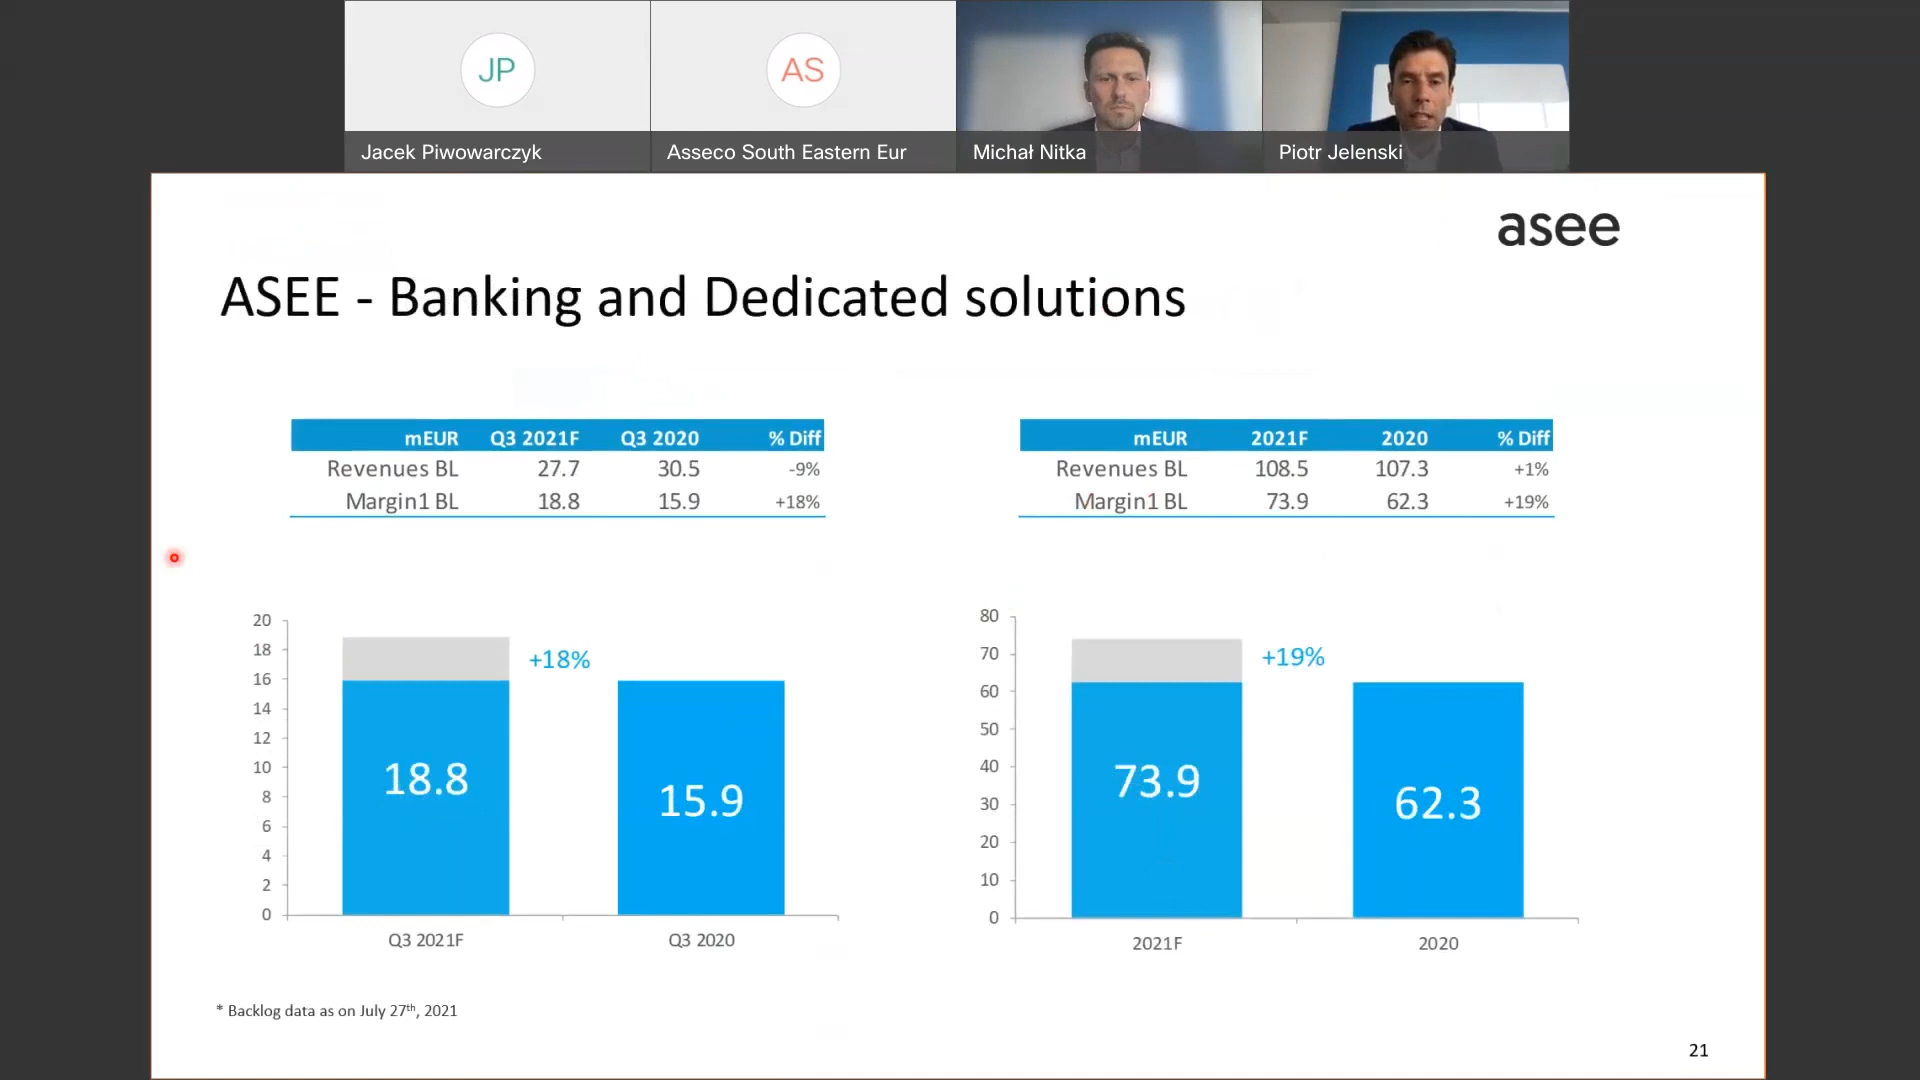 JP
AS
Jacek Piwowarczyk
Asseco South Eastern Eur
Michał Nitka
Piotr Jelenski
asee
ASEE - Banking and Dedicated solutions
mEUR Q3 2021F Q3 2020 % Diff
Revenues BL 27.7 30.5 -9%
Margin1 BL 18.8 15.9 +18%
mEUR 2021F 2020 % Diff
Revenues BL 108.5 107.3 +1%
Margin1 BL 73.9 62.3 +19%
20
18
16
14
12
10
8
6
4
2
0
+18%
18.8
15.9
Q3 2021F
Q3 2020
80
70
60
50
40
30
20
10
0
+19%
73.9
62.3
2021F
2020
* Backlog data as on July 27th, 2021
21